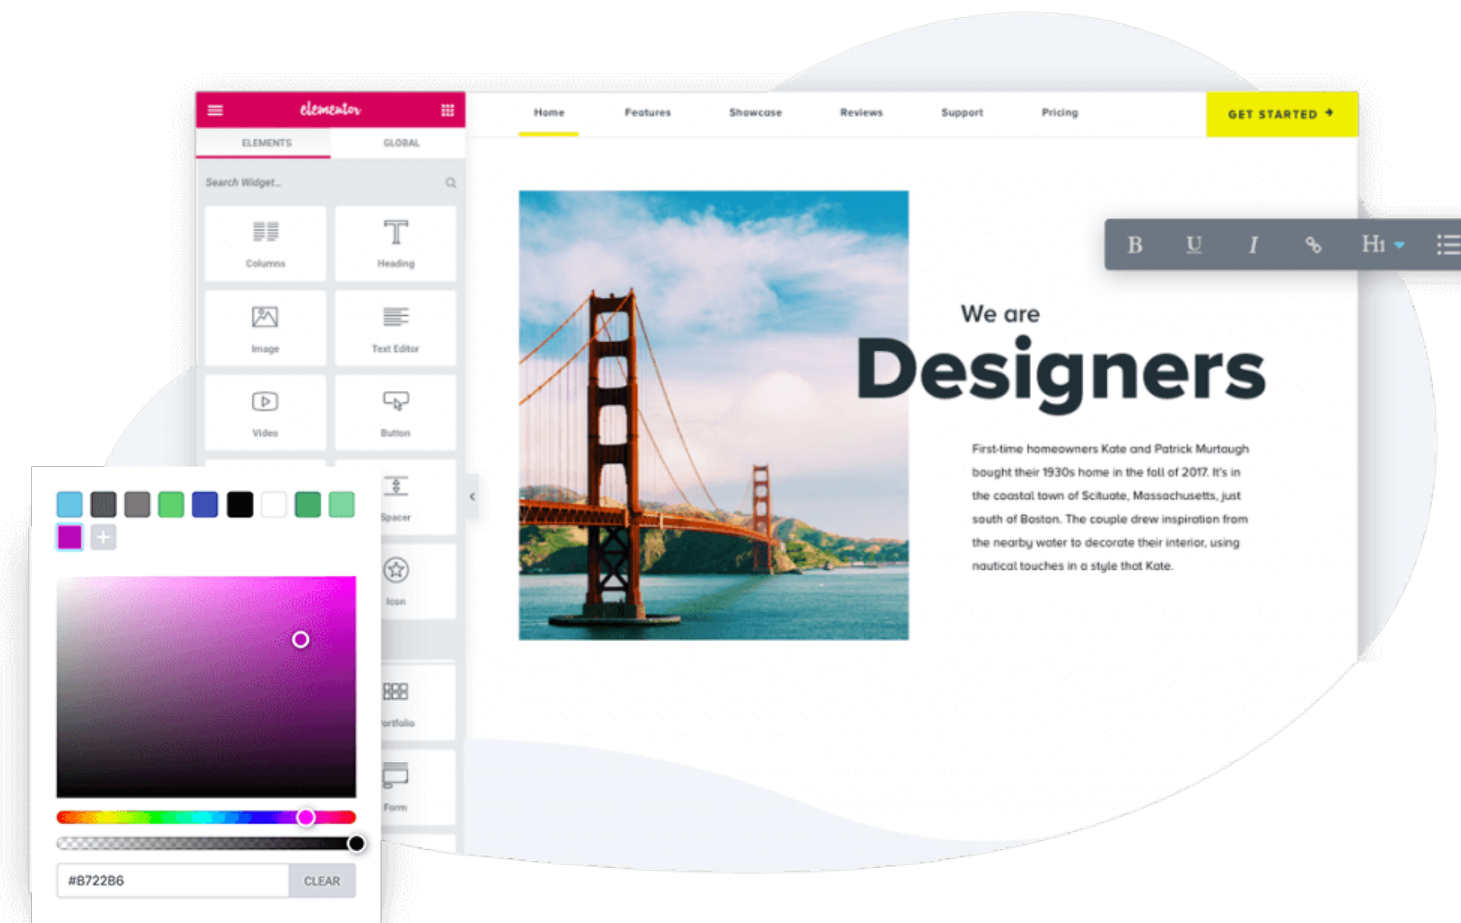 elementor
Home
Features
Showcase
Reviews
Support
Pricing
GET STARTED
ELEMENTS
GLOBAL
Search Widget...
Columns
Heading
Image
Text Editor
Video
Button
Spacer
Icon
ortfolio
Form
B U I H1
We are
Designers
First-time homeowners Kate and Patrick Murtaugh
bought their 1930s home in the fall of 2017. It's in
the coastal town of Scituate, Massachusetts, just
south of Boston. The couple drew inspiration from
the nearby water to decorate their interior, using
nautical touches in a style that Kate.
#B722B6
CLEAR